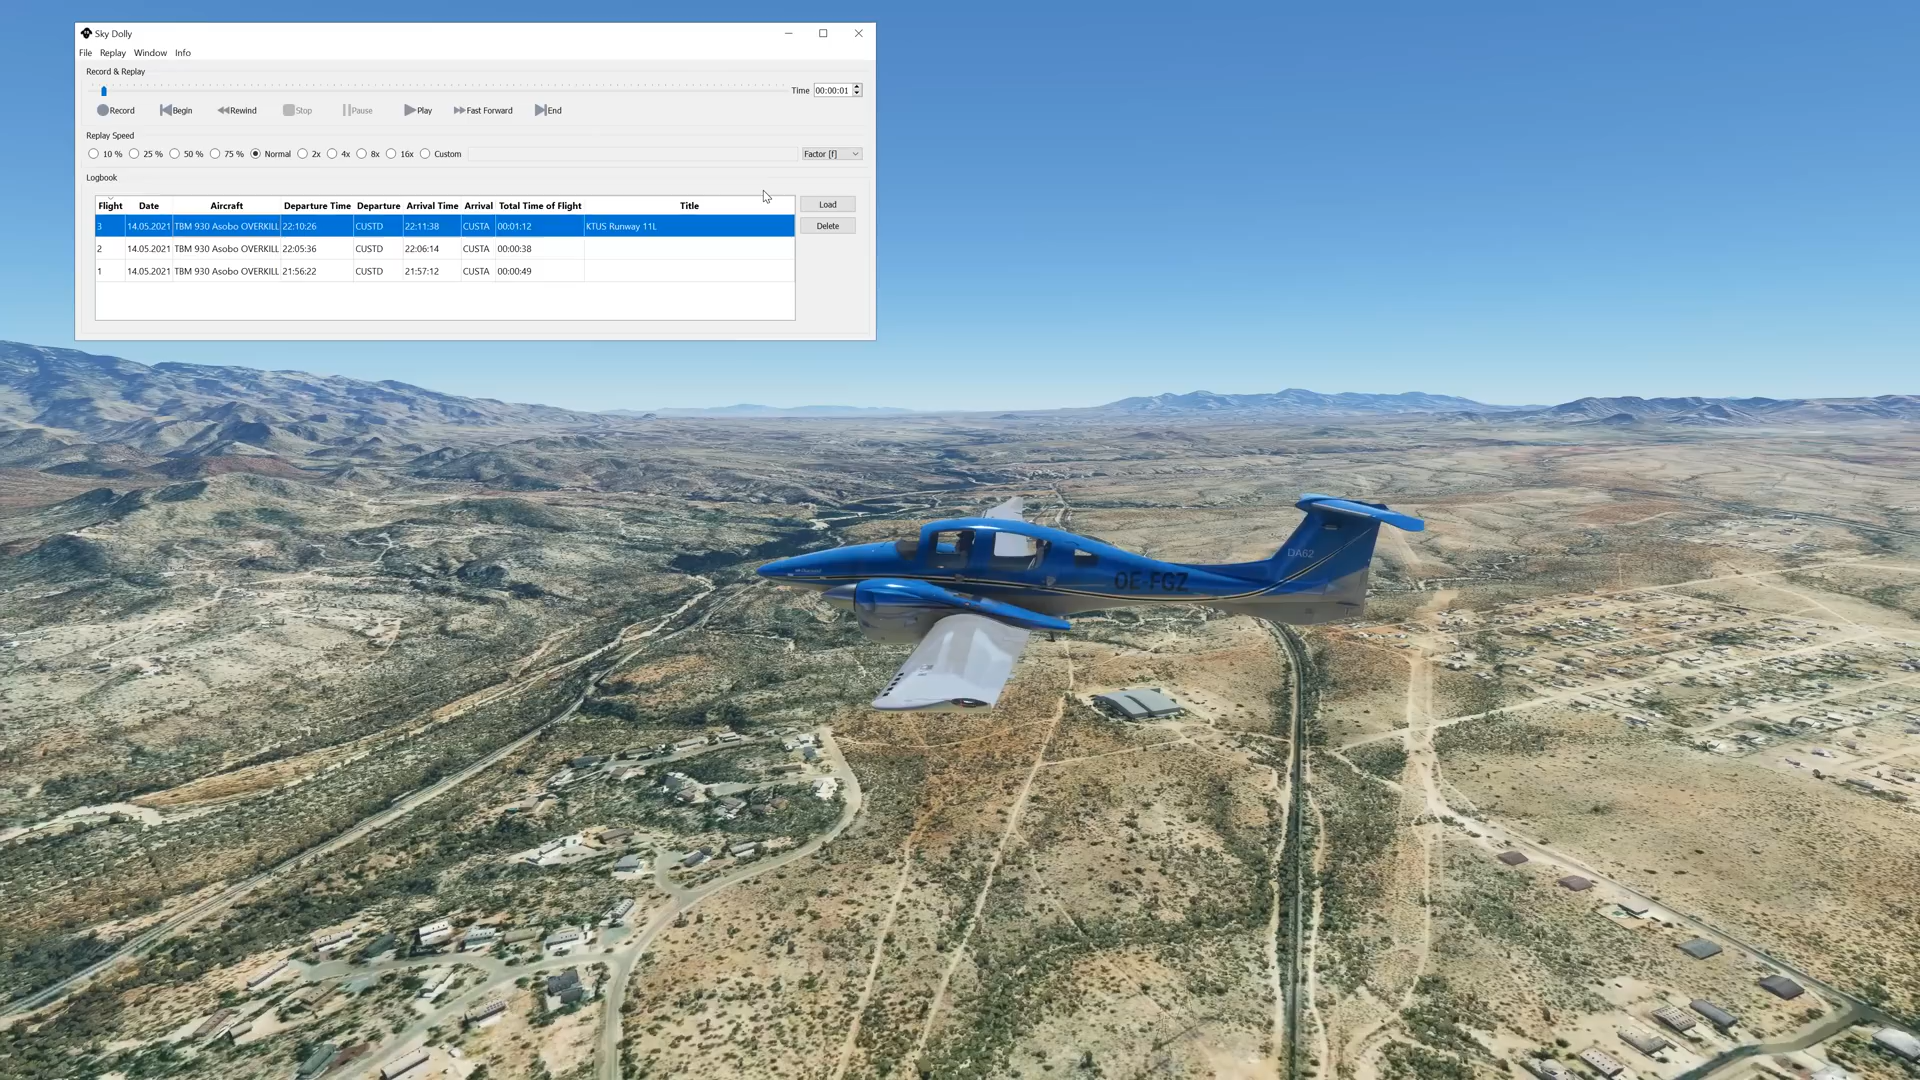 Sky Dolly
File Replay Window Info
Record & Replay
Time 00:00:01
Record Begin Rewind Stop Pause Play Fast Forward End
Replay Speed
10 % 25 % 50 % 75 % Normal 2x 4x 8x 16x Custom Factor [f]
Logbook
Flight Date Aircraft Departure Time Departure Arrival Time Arrival Total Time of Flight Title Load
3 14.05.2021 TBM 930 Asobo OVERKILL 22:10:26 CUSTD 22:11:38 CUSTA 00:01:12 KTUS Runway 11L Delete
2 14.05.2021 TBM 930 Asobo OVERKILL 22:05:36 CUSTD 22:06:14 CUSTA 00:00:38
1 14.05.2021 TBM 930 Asobo OVERKILL 21:56:22 CUSTD 21:57:12 CUSTA 00:00:49
DA62
OE-FGZ